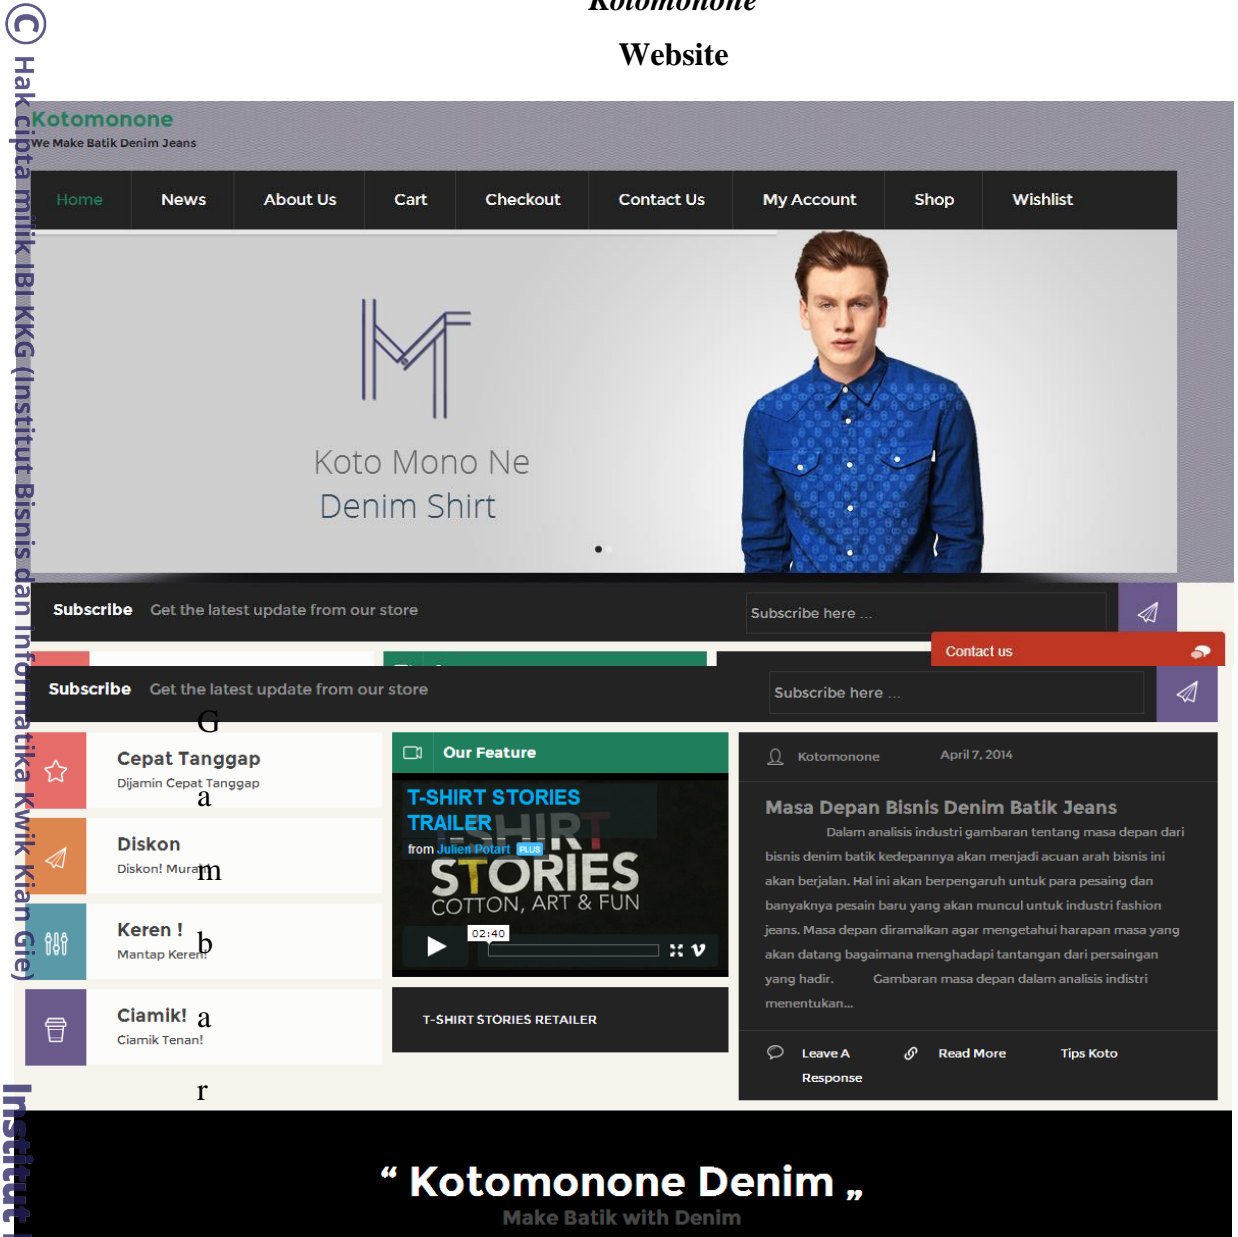 Kotomonone
Website
© Hak cipta milik IBI KKG (Institut Bisnis dan Informatika Kwik Kian Gie)
Kotomonone
We Make Batik Denim Jeans
Home News About Us Cart Checkout Contact Us My Account Shop Wishlist
Koto Mono Ne
Denim Shirt
Subscribe Get the latest update from our store Subscribe here ...
Contact us
Subscribe Get the latest update from our store Subscribe here ...
G
a
m
b
a
r
Cepat Tanggap
Dijamin Cepat Tanggap
Diskon
Diskon! Murah
Keren !
Mantap Keren!
Ciamik!
Ciamik Tenan!
Our Feature
T-SHIRT STORIES
TRAILER
from Julien Potart PLUS
T-SHIRT
STORIES
COTTON, ART & FUN
02:40
T-SHIRT STORIES RETAILER
Kotomonone April 7, 2014
Masa Depan Bisnis Denim Batik Jeans
Dalam analisis industri gambaran tentang masa depan dari
bisnis denim batik kedepannya akan menjadi acuan arah bisnis ini
akan berjalan. Hal ini akan berpengaruh untuk para pesaing dan
banyaknya pesain baru yang akan muncul untuk industri fashion
jeans. Masa depan diramalkan agar mengetahui harapan masa yang
akan datang bagaimana menghadapi tantangan dari persaingan
yang hadir. Gambaran masa depan dalam analisis indistri
menentukan...
Leave A
Response
Read More
Tips Koto
“ Kotomonone Denim „
Make Batik with Denim
Institut